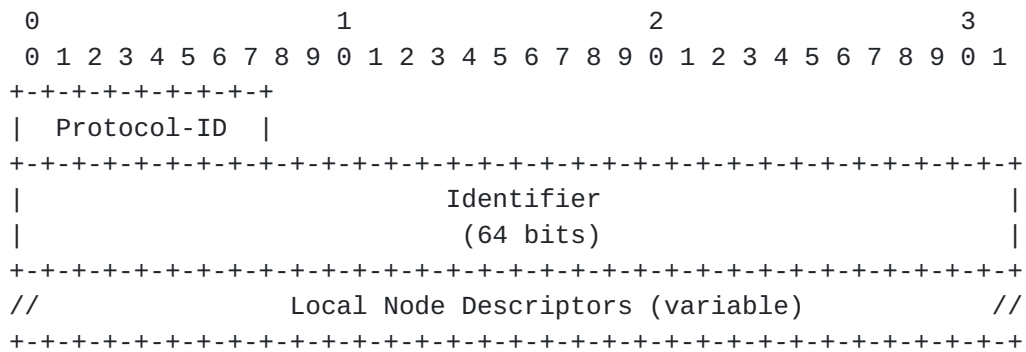 0                   1                   2                   3
 0 1 2 3 4 5 6 7 8 9 0 1 2 3 4 5 6 7 8 9 0 1 2 3 4 5 6 7 8 9 0 1
+-+-+-+-+-+-+-+-+
|  Protocol-ID  |
+-+-+-+-+-+-+-+-+-+-+-+-+-+-+-+-+-+-+-+-+-+-+-+-+-+-+-+-+-+-+-+-+
|                           Identifier                          |
|                            (64 bits)                          |
+-+-+-+-+-+-+-+-+-+-+-+-+-+-+-+-+-+-+-+-+-+-+-+-+-+-+-+-+-+-+-+-+
//                Local Node Descriptors (variable)            //
+-+-+-+-+-+-+-+-+-+-+-+-+-+-+-+-+-+-+-+-+-+-+-+-+-+-+-+-+-+-+-+-+